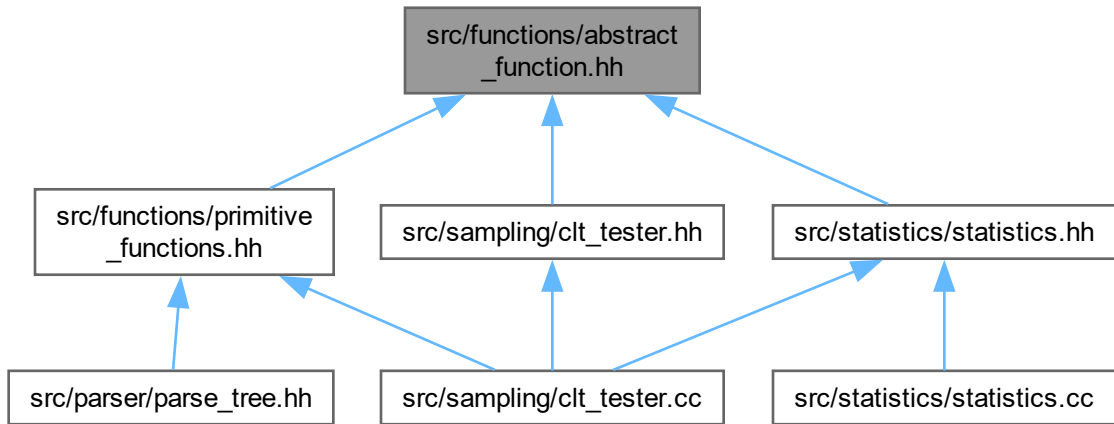 src/functions/abstract
_function.hh
src/functions/primitive
_functions.hh
src/sampling/clt_tester.hh
src/statistics/statistics.hh
src/parser/parse_tree.hh
src/sampling/clt_tester.cc
src/statistics/statistics.cc